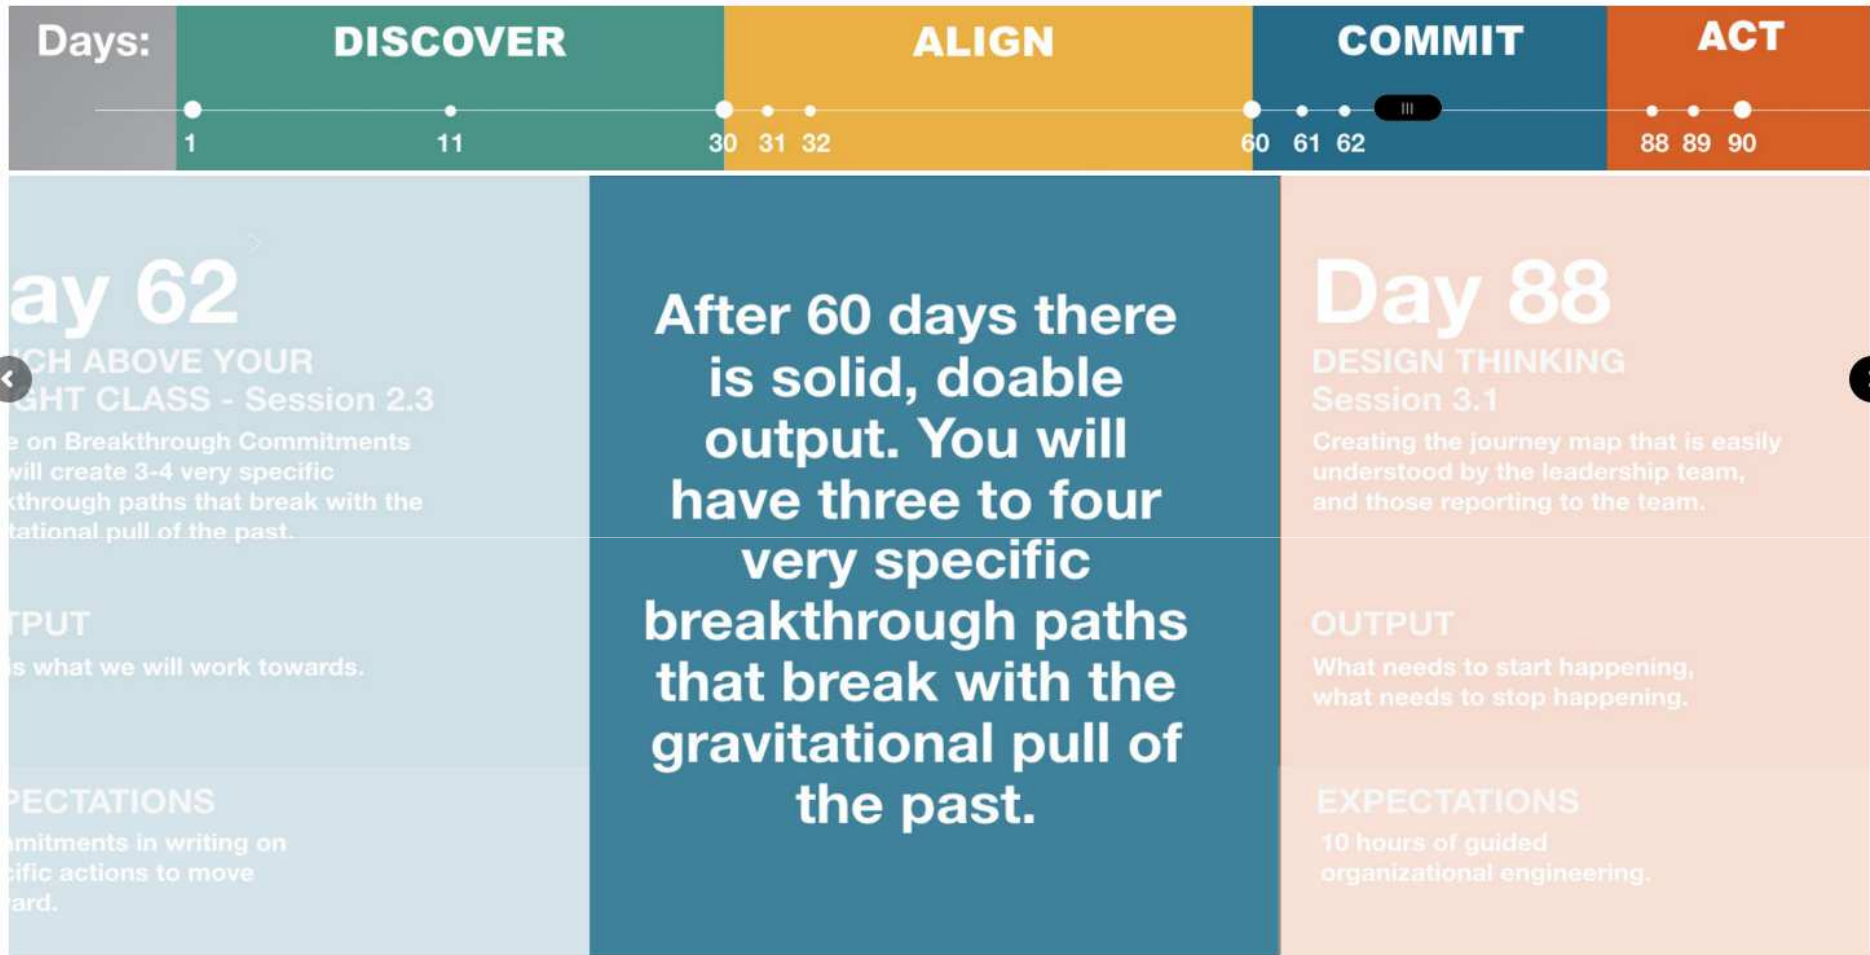 Days:
DISCOVER
ALIGN
COMMIT
ACT
1
11
30
31
32
60
61
62
88
89
90
ay 62
CH ABOVE YOUR
GHT CLASS - Session 2.3
e on Breakthrough Commitments
will create 3-4 very specific
kthrough paths that break with the
tational pull of the past.
TPUT
is what we will work towards.
PECTATIONS
mitments in writing on
cific actions to move
ard.
After 60 days there
is solid, doable
output. You will
have three to four
very specific
breakthrough paths
that break with the
gravitational pull of
the past.
Day 88
DESIGN THINKING
Session 3.1
Creating the journey map that is easily
understood by the leadership team,
and those reporting to the team.
OUTPUT
What needs to start happening,
what needs to stop happening.
EXPECTATIONS
10 hours of guided
organizational engineering.